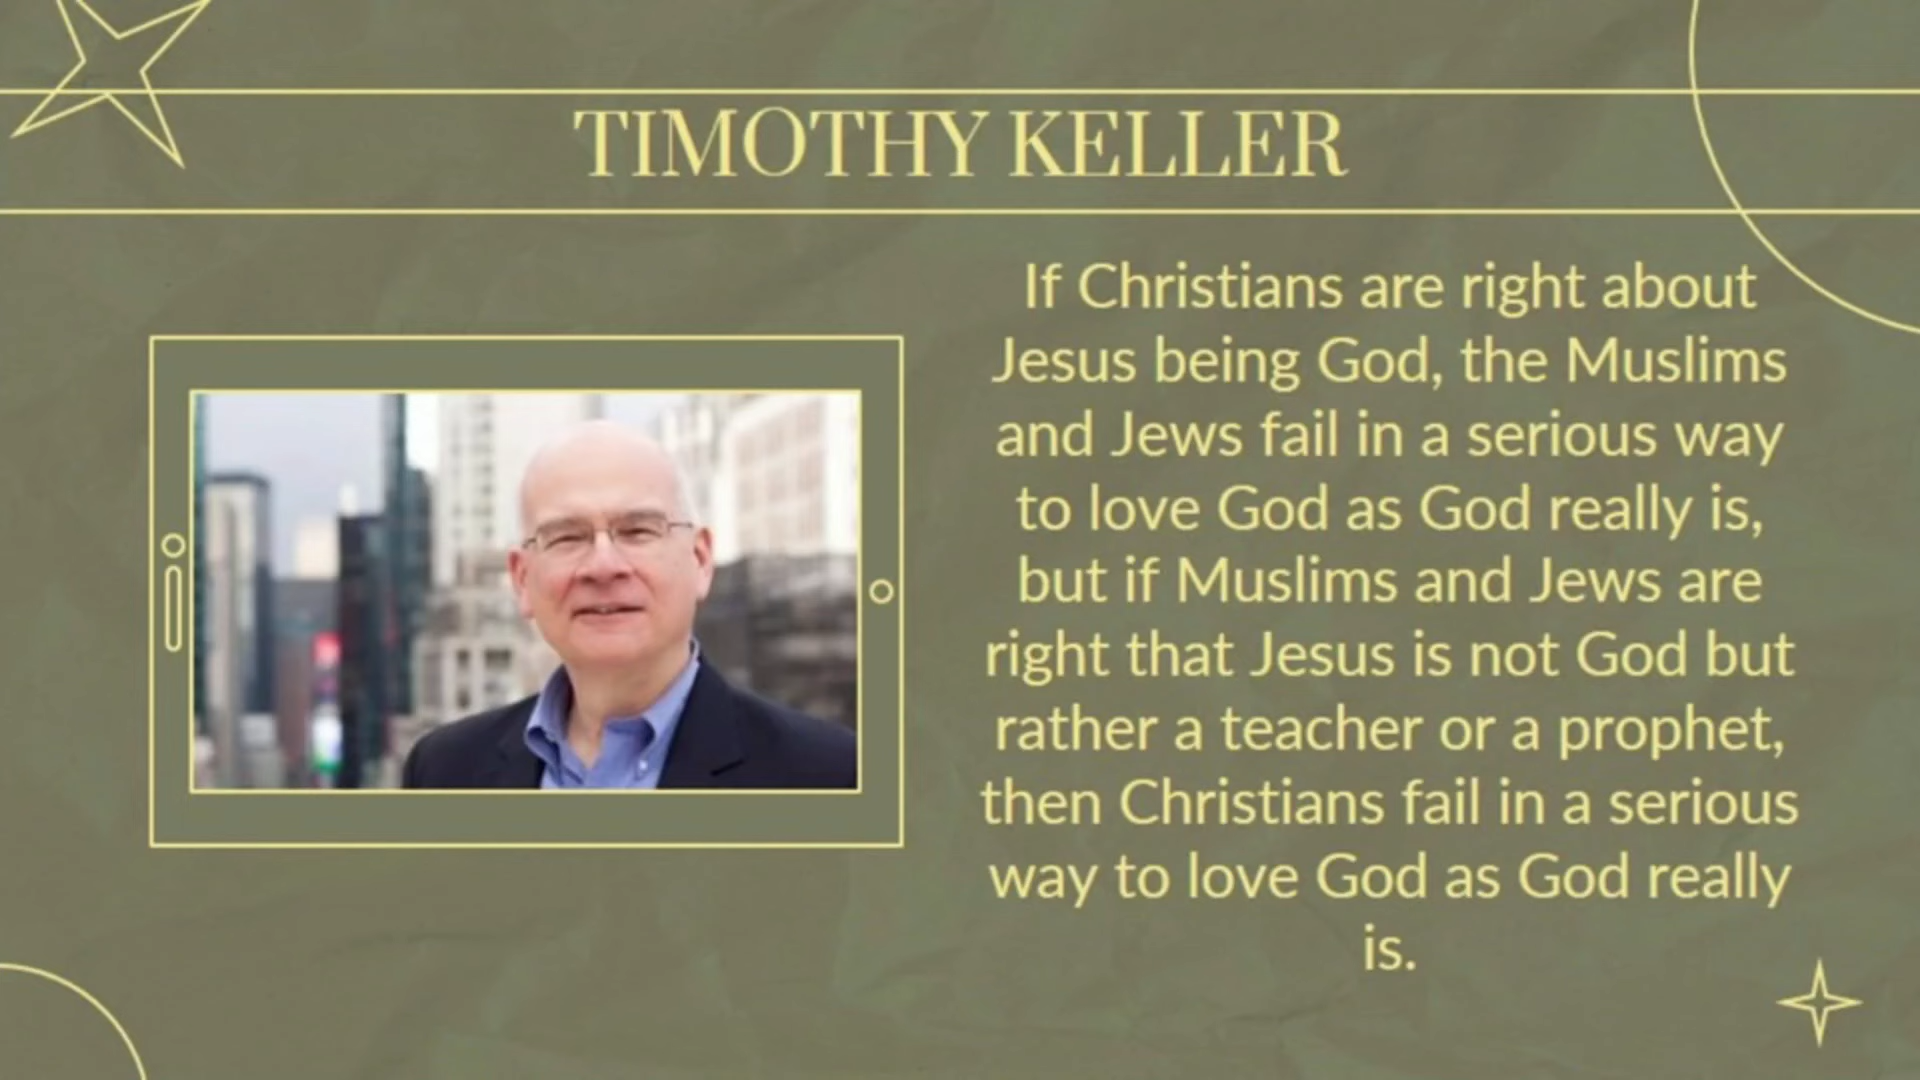 TIMOTHY KELLER
If Christians are right about
Jesus being God, the Muslims
and Jews fail in a serious way
to love God as God really is,
but if Muslims and Jews are
right that Jesus is not God but
rather a teacher or a prophet,
then Christians fail in a serious
way to love God as God really
is.